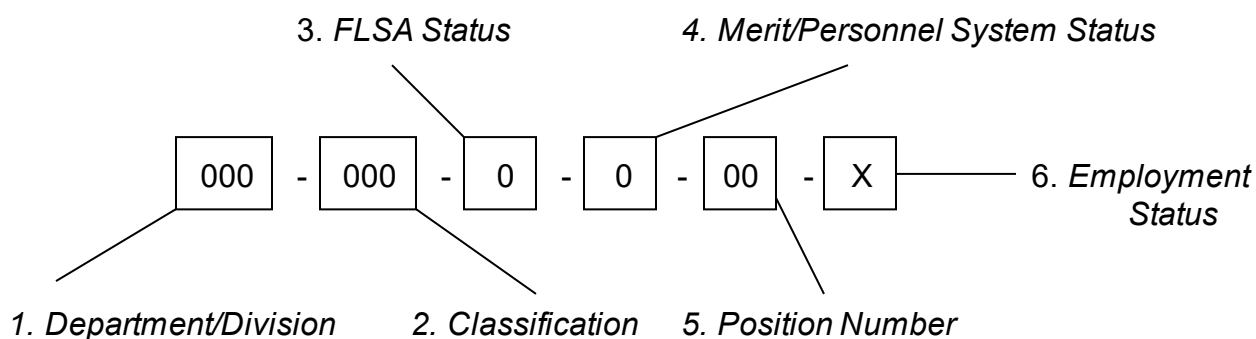 3. FLSA Status
4. Merit/Personnel System Status
000 - 000 - 0 - 0 - 00 - X
6. Employment
Status
1. Department/Division
2. Classification
5. Position Number